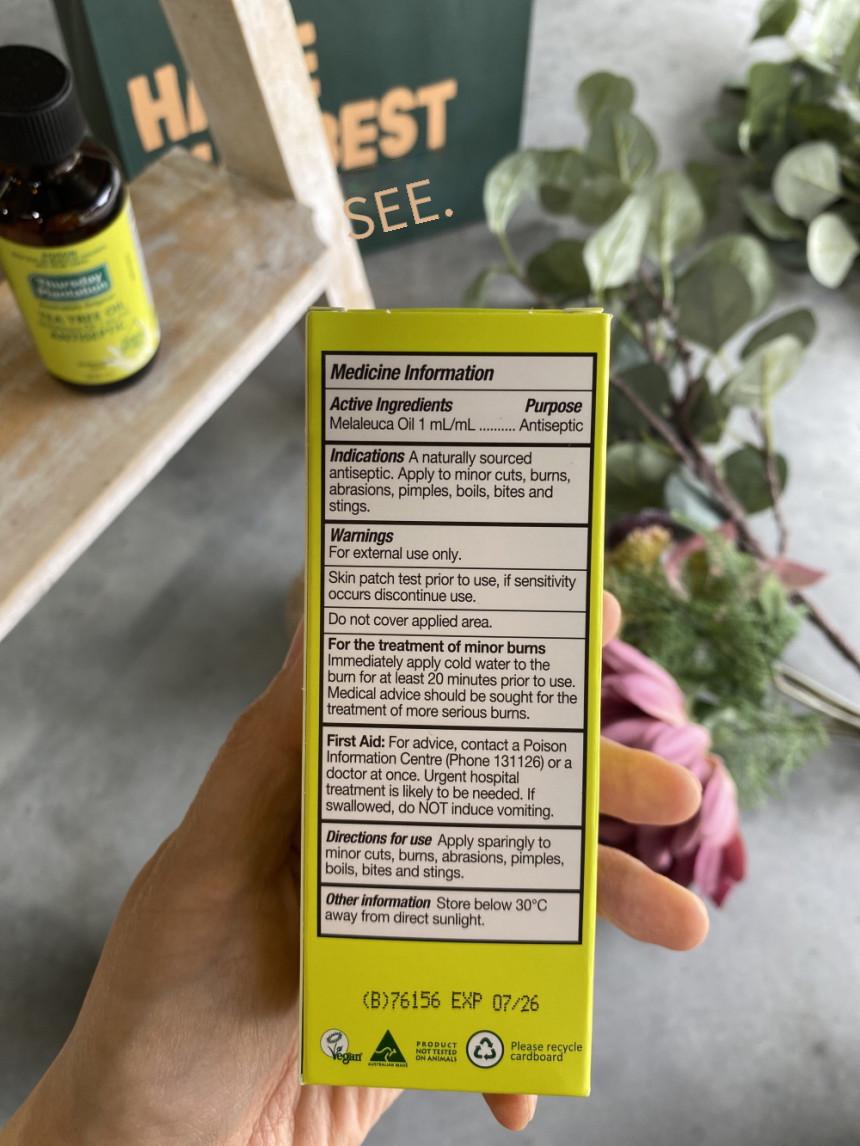 BEST
SEE.
Thursday
Plantation
TEA TREE OIL
ANTISEPTIC
Medicine Information
Active Ingredients Purpose
Melaleuca Oil 1 mL/mL .......... Antiseptic
Indications A naturally sourced
antiseptic. Apply to minor cuts, burns,
abrasions, pimples, boils, bites and
stings.
Warnings
For external use only.
Skin patch test prior to use, if sensitivity
occurs discontinue use.
Do not cover applied area.
For the treatment of minor burns
Immediately apply cold water to the
burn for at least 20 minutes prior to use.
Medical advice should be sought for the
treatment of more serious burns.
First Aid: For advice, contact a Poison
Information Centre (Phone 131126) or a
doctor at once. Urgent hospital
treatment is likely to be needed. If
swallowed, do NOT induce vomiting.
Directions for use Apply sparingly to
minor cuts, burns, abrasions, pimples,
boils, bites and stings.
Other information Store below 30°C
away from direct sunlight.
(B)76156 EXP 07/26
Vegan
AUSTRALIAN MADE
PRODUCT
NOT TESTED
ON ANIMALS
Please recycle
cardboard